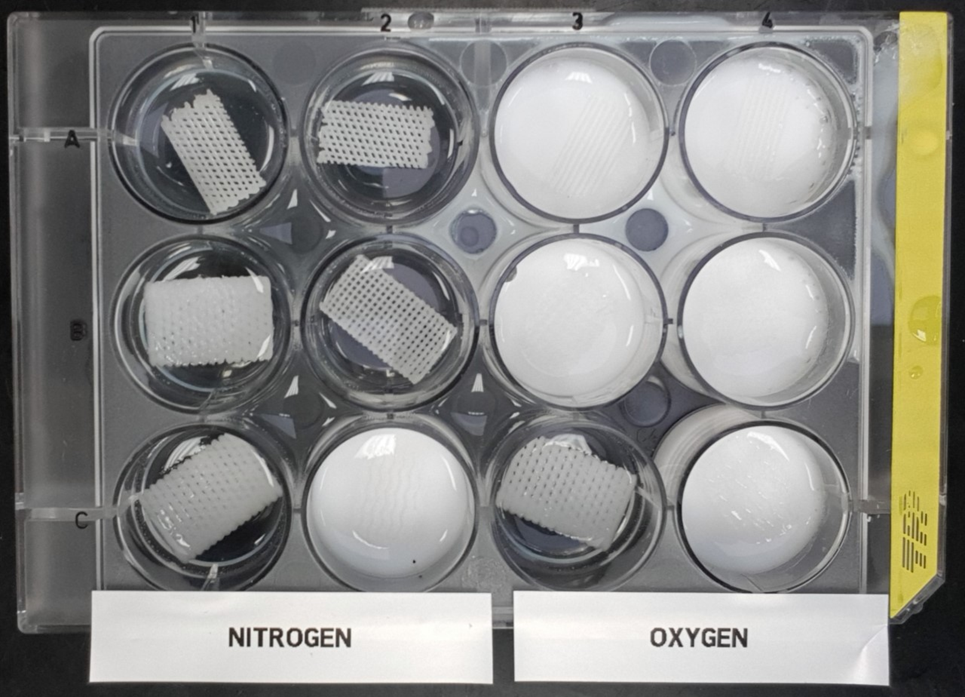 1 2 3 4
A
B
C
NITROGEN
OXYGEN